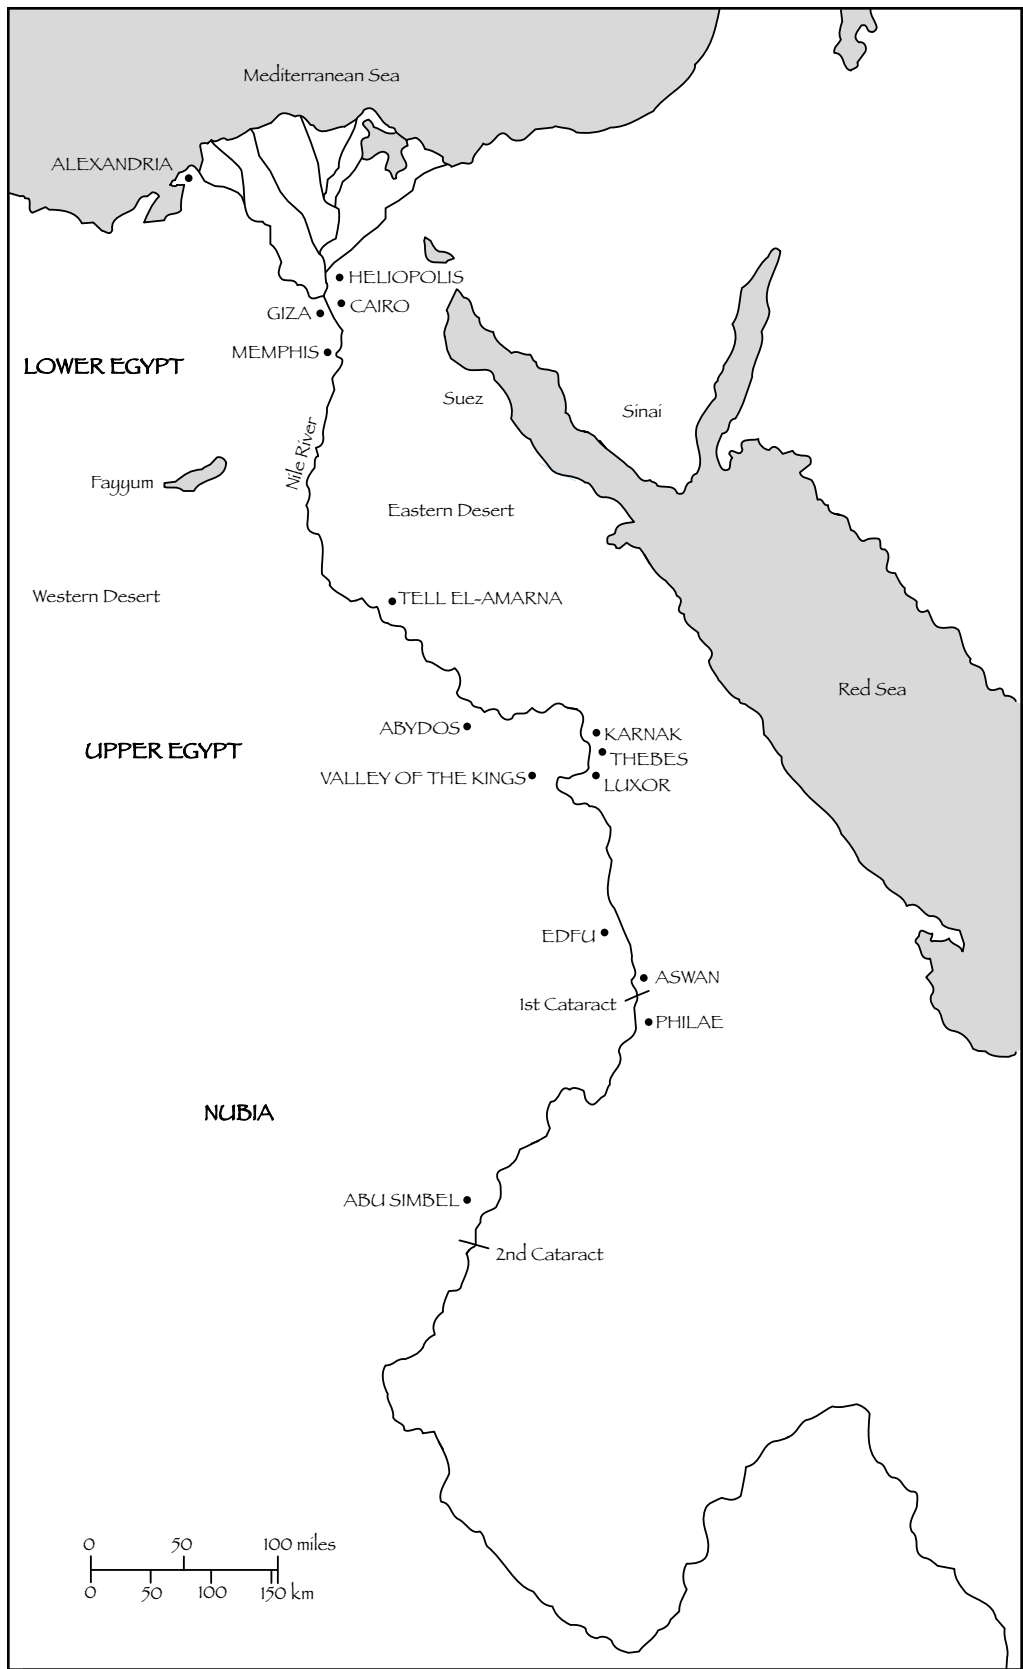 Mediterranean Sea
ALEXANDRIA
HELIOPOLIS
CAIRO
GIZA
MEMPHIS
LOWER EGYPT
Suez
Sinai
Nile River
Fayyum
Eastern Desert
Western Desert
TELL EL-AMARNA
Red Sea
ABYDOS
KARNAK
UPPER EGYPT
THEBES
VALLEY OF THE KINGS
LUXOR
EDFU
ASWAN
1st Cataract
PHILAE
NUBIA
ABU SIMBEL
2nd Cataract
0 50 100 miles
0 50 100 150 km